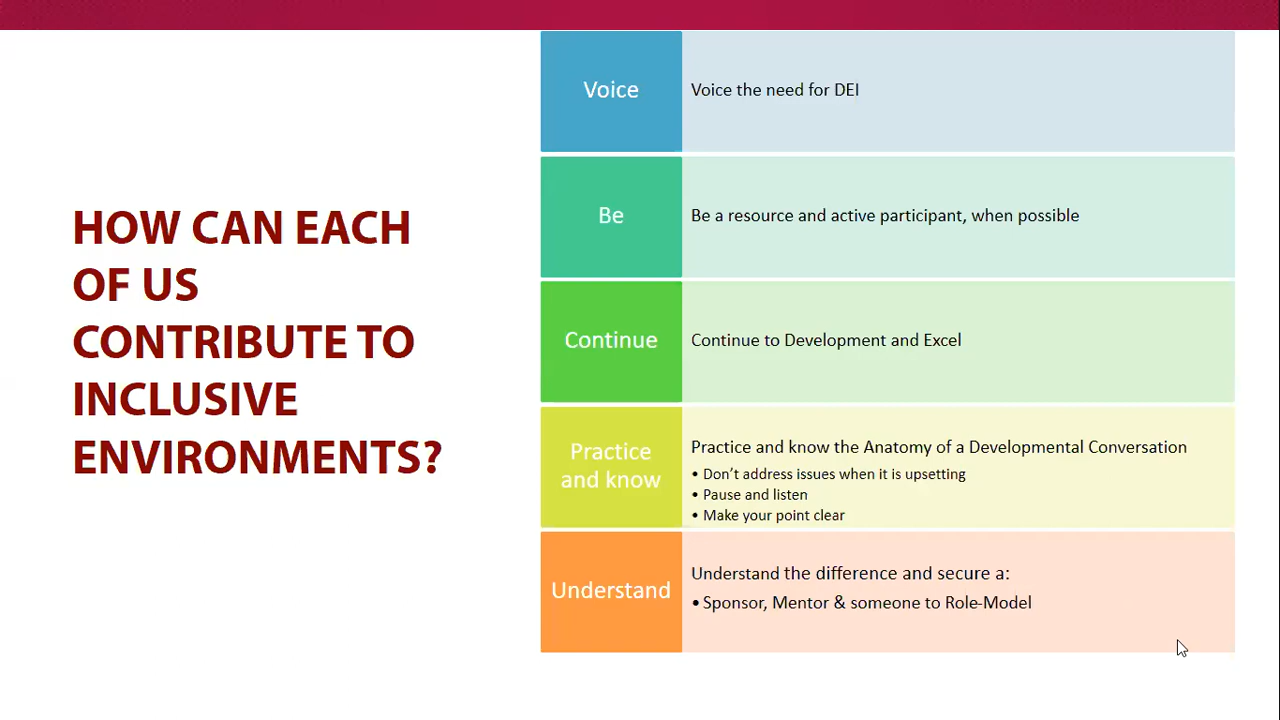 HOW CAN EACH
OF US
CONTRIBUTE TO
INCLUSIVE
ENVIRONMENTS?
Voice
Voice the need for DEI
Be
Be a resource and active participant, when possible
Continue
Continue to Development and Excel
Practice
and know
Practice and know the Anatomy of a Developmental Conversation
• Don’t address issues when it is upsetting
• Pause and listen
• Make your point clear
Understand
Understand the difference and secure a:
• Sponsor, Mentor & someone to Role-Model